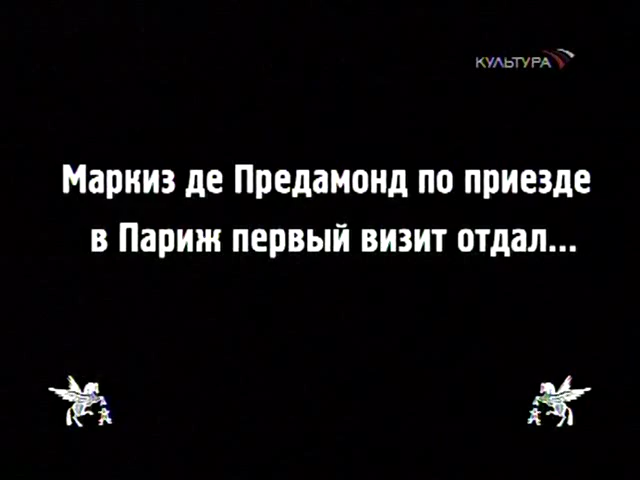 КУЛЬТУРА
Маркиз де Предамонд по приезде
в Париж первый визит отдал...